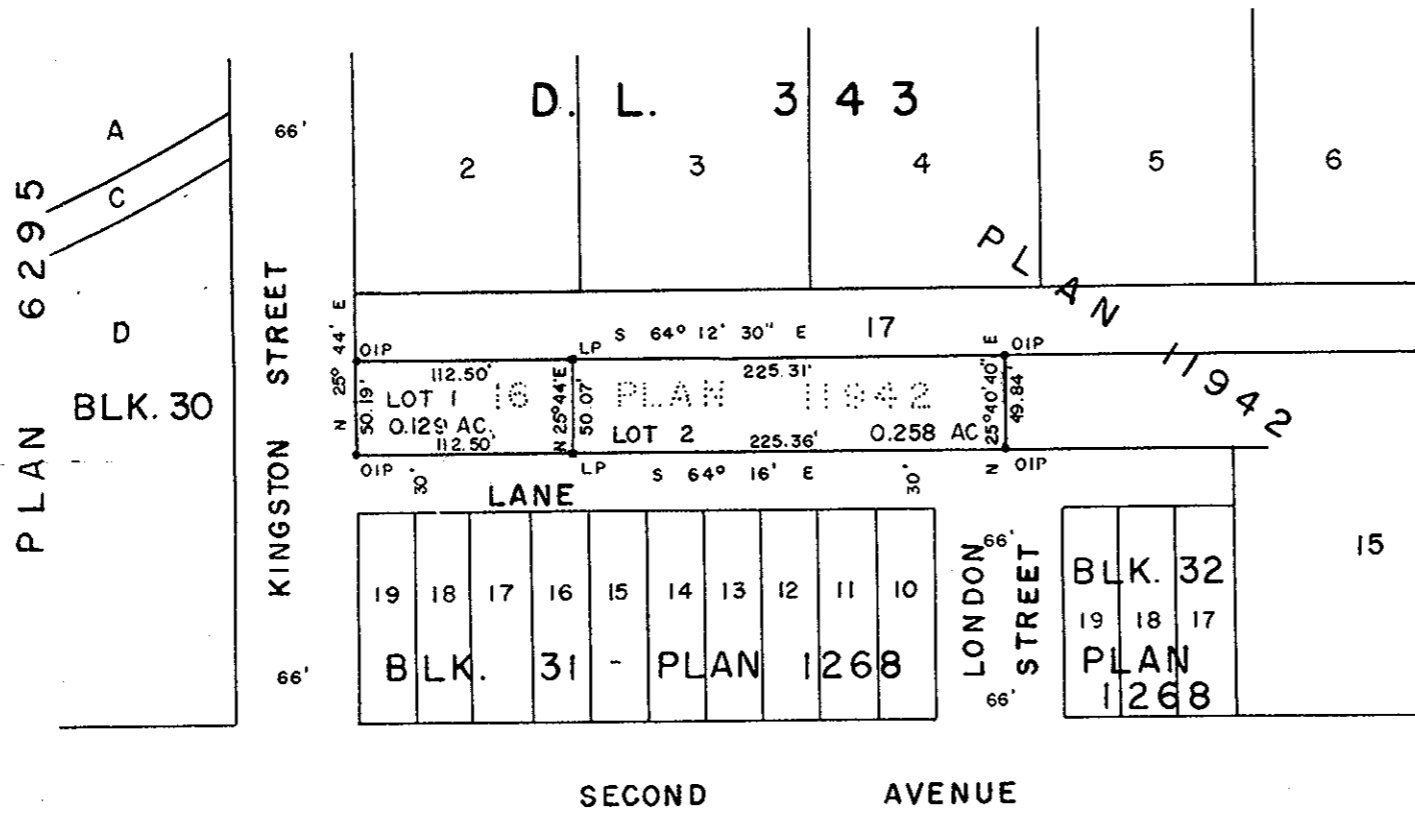 D. L. 343
A
66'
2
3
4
5
6
C
PLAN 6295
D
BLK. 30
KINGSTON STREET
PLAN 11942
N 25° 44' E
OIP
LP
S 64° 12' 30" E
17
OIP
112.50'
225.31'
50.19'
LOT 1
16
N 25° 44' E
50.07'
PLAN 11942
N 25° 40' 40" E
49.84'
0.129 AC.
LOT 2
0.258 AC
112.50'
225.36'
OIP
30'
LP
S 64° 16' E
30'
OIP
LANE
66'
LONDON STREET
BLK. 32
15
19
18
17
16
15
14
13
12
11
10
19
18
17
66'
BLK. 31 - PLAN 1268
66'
PLAN
1268
SECOND AVENUE